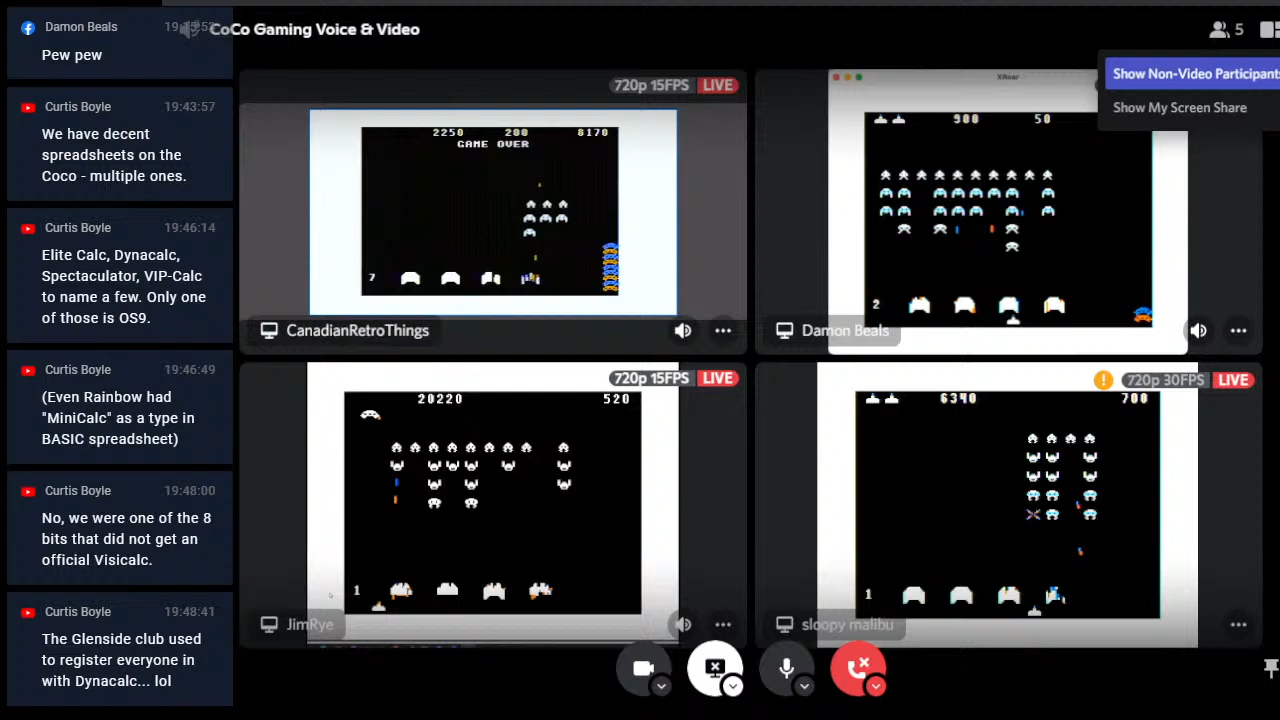 Damon Beals 19:43:53
Pew pew
Curtis Boyle 19:43:57
We have decent
spreadsheets on the
Coco - multiple ones.
Curtis Boyle 19:46:14
Elite Calc, Dynacalc,
Spectaculator, VIP-Calc
to name a few. Only one
of those is OS9.
Curtis Boyle 19:46:49
(Even Rainbow had
"MiniCalc" as a type in
BASIC spreadsheet)
Curtis Boyle 19:48:00
No, we were one of the 8
bits that did not get an
official Visicalc.
Curtis Boyle 19:48:41
The Glenside club used
to register everyone in
with Dynacalc... lol
CoCo Gaming Voice & Video
5
Show Non-Video Participants
Show My Screen Share
720p 15FPS LIVE
2250 200 8170
GAME OVER
7
CanadianRetroThings
XRoar
900 50
2
Damon Beals
720p 15FPS LIVE
20220 520
1
JimRye
720p 30FPS LIVE
6340 700
1
sloopy malibu